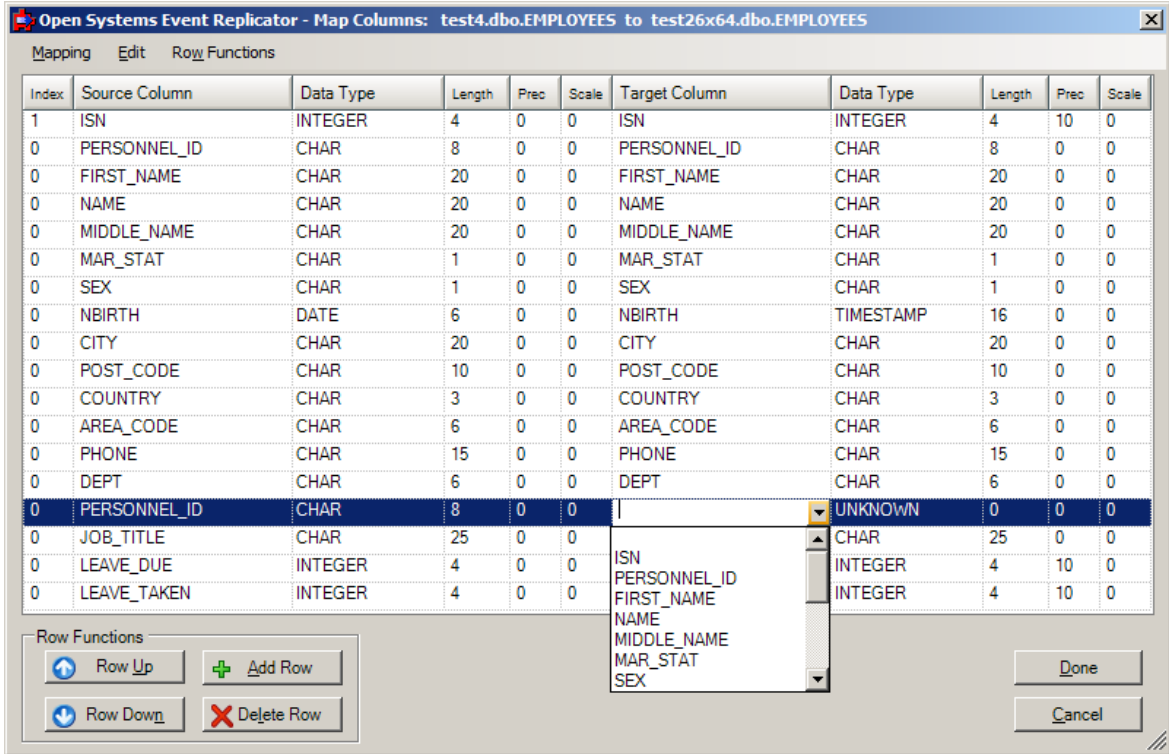 Open Systems Event Replicator - Map Columns: test4.dbo.EMPLOYEES to test26x64.dbo.EMPLOYEES
Mapping Edit Row Functions
Index Source Column Data Type Length Prec Scale Target Column Data Type Length Prec Scale
1 ISN INTEGER 4 0 0 ISN INTEGER 4 10 0
0 PERSONNEL_ID CHAR 8 0 0 PERSONNEL_ID CHAR 8 0 0
0 FIRST_NAME CHAR 20 0 0 FIRST_NAME CHAR 20 0 0
0 NAME CHAR 20 0 0 NAME CHAR 20 0 0
0 MIDDLE_NAME CHAR 20 0 0 MIDDLE_NAME CHAR 20 0 0
0 MAR_STAT CHAR 1 0 0 MAR_STAT CHAR 1 0 0
0 SEX CHAR 1 0 0 SEX CHAR 1 0 0
0 NBIRTH DATE 6 0 0 NBIRTH TIMESTAMP 16 0 0
0 CITY CHAR 20 0 0 CITY CHAR 20 0 0
0 POST_CODE CHAR 10 0 0 POST_CODE CHAR 10 0 0
0 COUNTRY CHAR 3 0 0 COUNTRY CHAR 3 0 0
0 AREA_CODE CHAR 6 0 0 AREA_CODE CHAR 6 0 0
0 PHONE CHAR 15 0 0 PHONE CHAR 15 0 0
0 DEPT CHAR 6 0 0 DEPT CHAR 6 0 0
0 PERSONNEL_ID CHAR 8 0 0 UNKNOWN 0 0 0
0 JOB_TITLE CHAR 25 0 0 CHAR 25 0 0
0 LEAVE_DUE INTEGER 4 0 0 INTEGER 4 10 0
0 LEAVE_TAKEN INTEGER 4 0 0 INTEGER 4 10 0
ISN
PERSONNEL_ID
FIRST_NAME
NAME
MIDDLE_NAME
MAR_STAT
SEX
Row Functions
Row Up Add Row
Row Down Delete Row
Done
Cancel